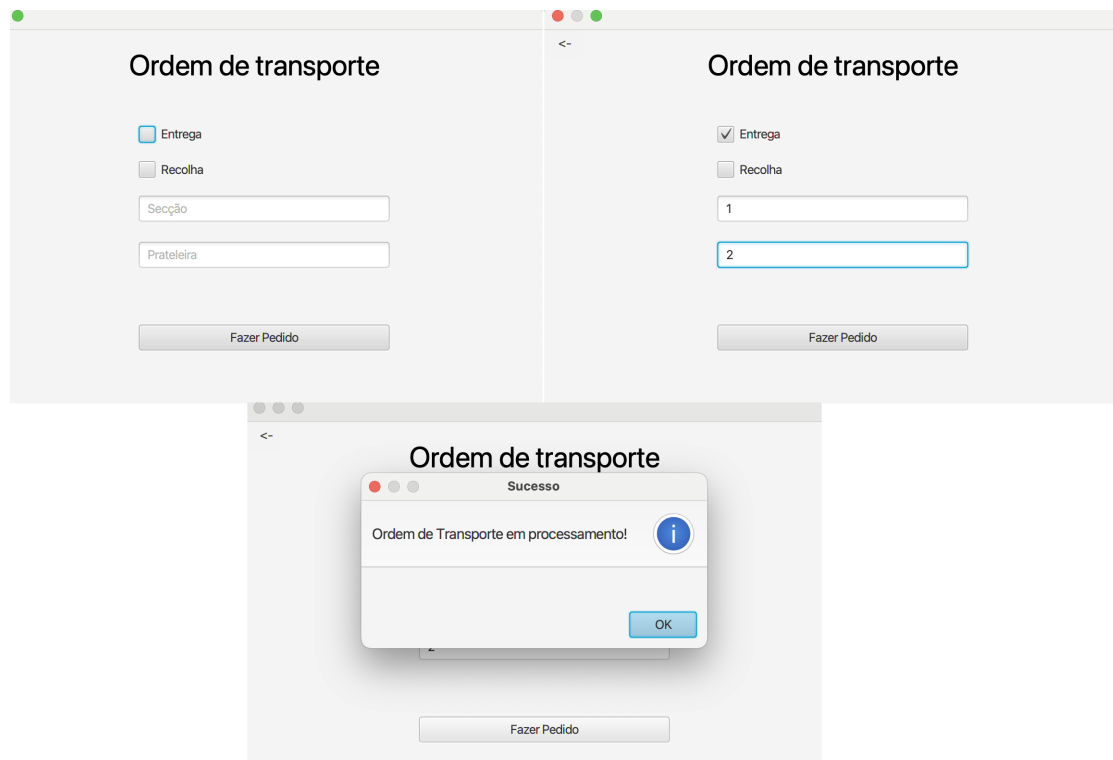 Ordem de transporte
Entrega
Recolha
Secção
Prateleira
Fazer Pedido
<-
Ordem de transporte
Entrega
Recolha
1
2
Fazer Pedido
<-
Ordem de transporte
Sucesso
Ordem de Transporte em processamento!
i
OK
2
Fazer Pedido